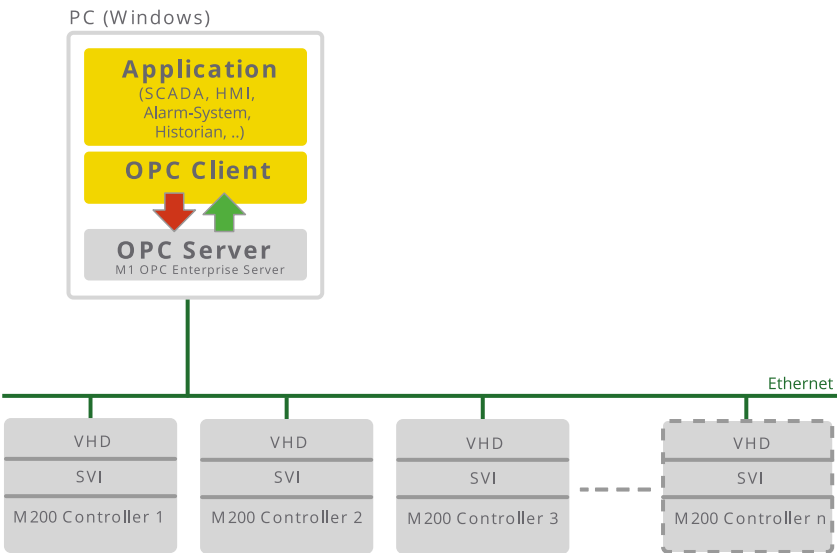 PC (Windows)
Application
(SCADA, HMI,
Alarm-System,
Historian, ..)
OPC Client
OPC Server
M1 OPC Enterprise Server
Ethernet
VHD
SVI
M200 Controller 1
VHD
SVI
M200 Controller 2
VHD
SVI
M200 Controller 3
VHD
SVI
M200 Controller n